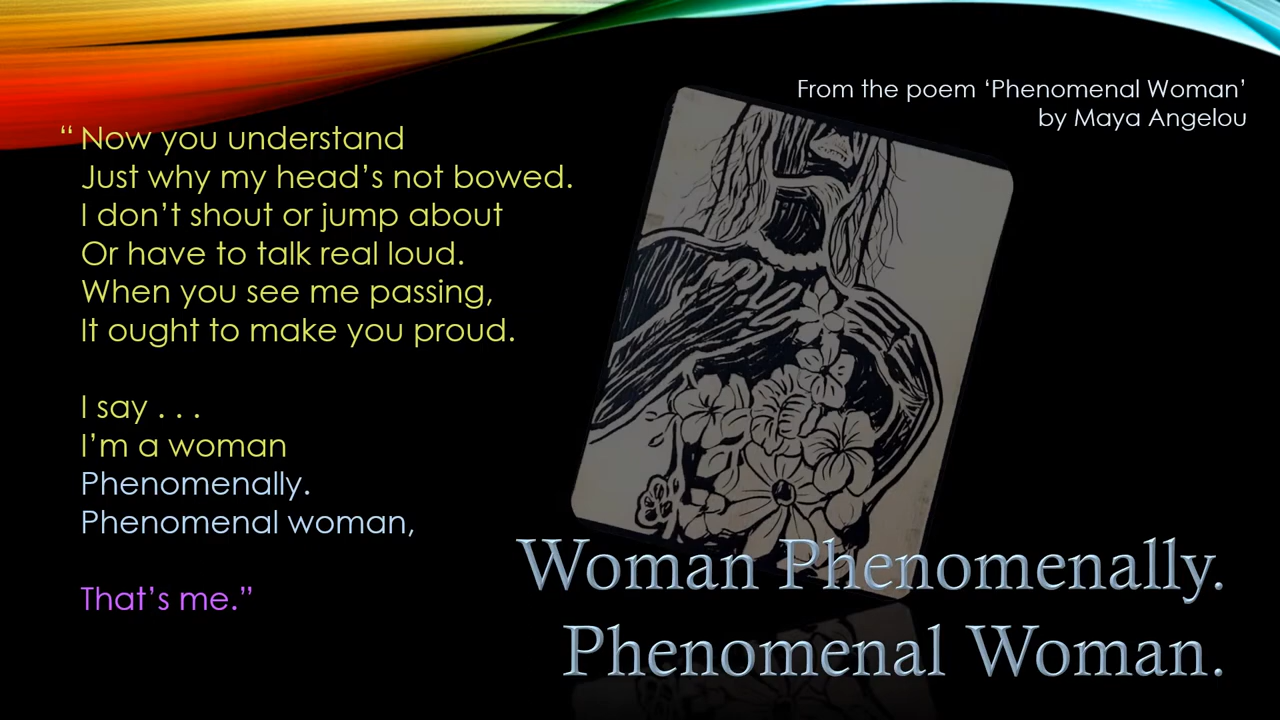 From the poem ‘Phenomenal Woman’
by Maya Angelou
“ Now you understand
Just why my head’s not bowed.
I don’t shout or jump about
Or have to talk real loud.
When you see me passing,
It ought to make you proud.
I say . . .
I’m a woman
Phenomenally.
Phenomenal woman,
That’s me.”
Woman Phenomenally.
Phenomenal Woman.